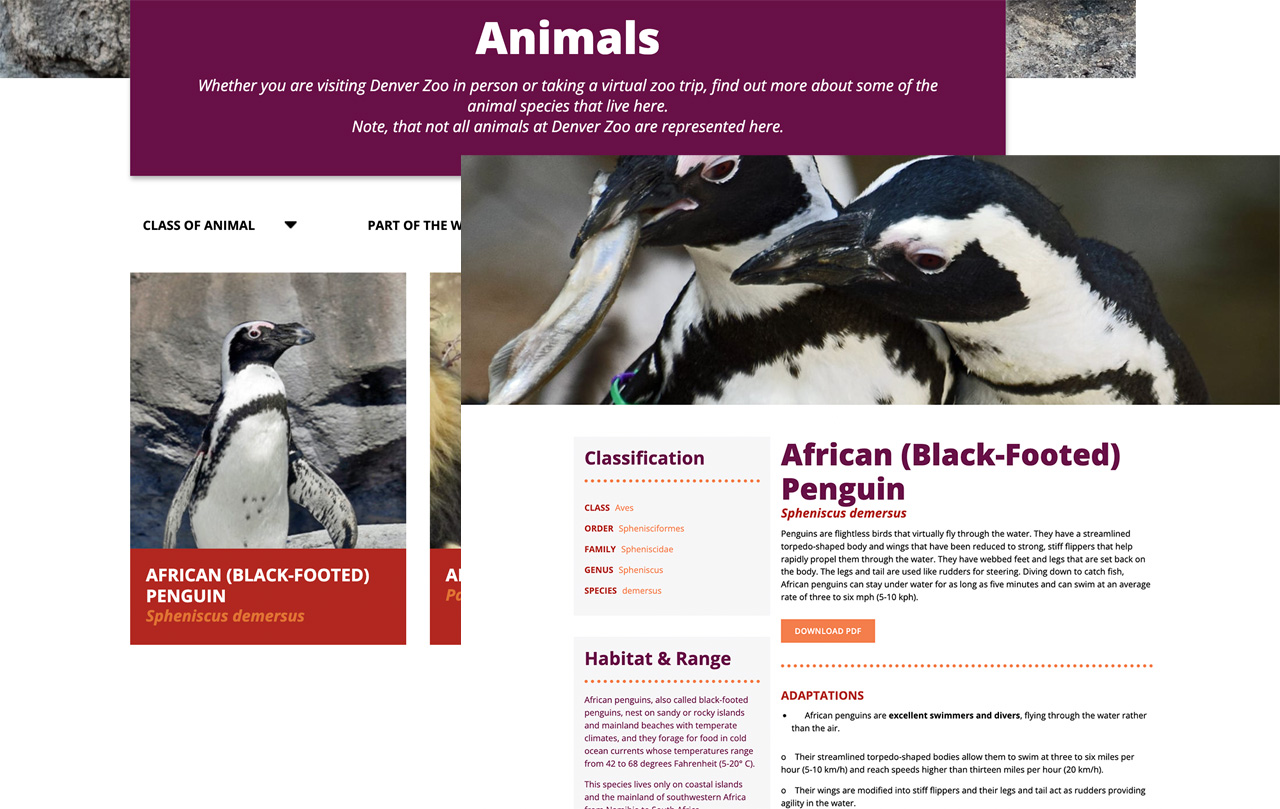 Animals
Whether you are visiting Denver Zoo in person or taking a virtual zoo trip, find out more about some of the
animal species that live here.
Note, that not all animals at Denver Zoo are represented here.
CLASS OF ANIMAL
PART OF THE W
AFRICAN (BLACK-FOOTED)
PENGUIN
Spheniscus demersus
Classification
CLASS Aves
ORDER Sphenisciformes
FAMILY Spheniscidae
GENUS Spheniscus
SPECIES demersus
Habitat & Range
African penguins, also called black-footed
penguins, nest on sandy or rocky islands
and mainland beaches with temperate
climates, and they forage for food in cold
ocean currents whose temperatures range
from 42 to 68 degrees Fahrenheit (5-20° C).
This species lives only on coastal islands
and the mainland of southwestern Africa
from Namibia to South Africa.
African (Black-Footed)
Penguin
Spheniscus demersus
Penguins are flightless birds that virtually fly through the water. They have a streamlined
torpedo-shaped body and wings that have been reduced to strong, stiff flippers that help
rapidly propel them through the water. They have webbed feet and legs that are set back on
the body. The legs and tail are used like rudders for steering. Diving down to catch fish,
African penguins can stay under water for as long as five minutes and can swim at an average
rate of three to six mph (5-10 kph).
DOWNLOAD PDF
ADAPTATIONS
• African penguins are excellent swimmers and divers, flying through the water rather
than the air.
o Their streamlined torpedo-shaped bodies allow them to swim at three to six miles per
hour (5-10 km/h) and reach speeds higher than thirteen miles per hour (20 km/h).
o Their wings are modified into stiff flippers and their legs and tail act as rudders providing
agility in the water.